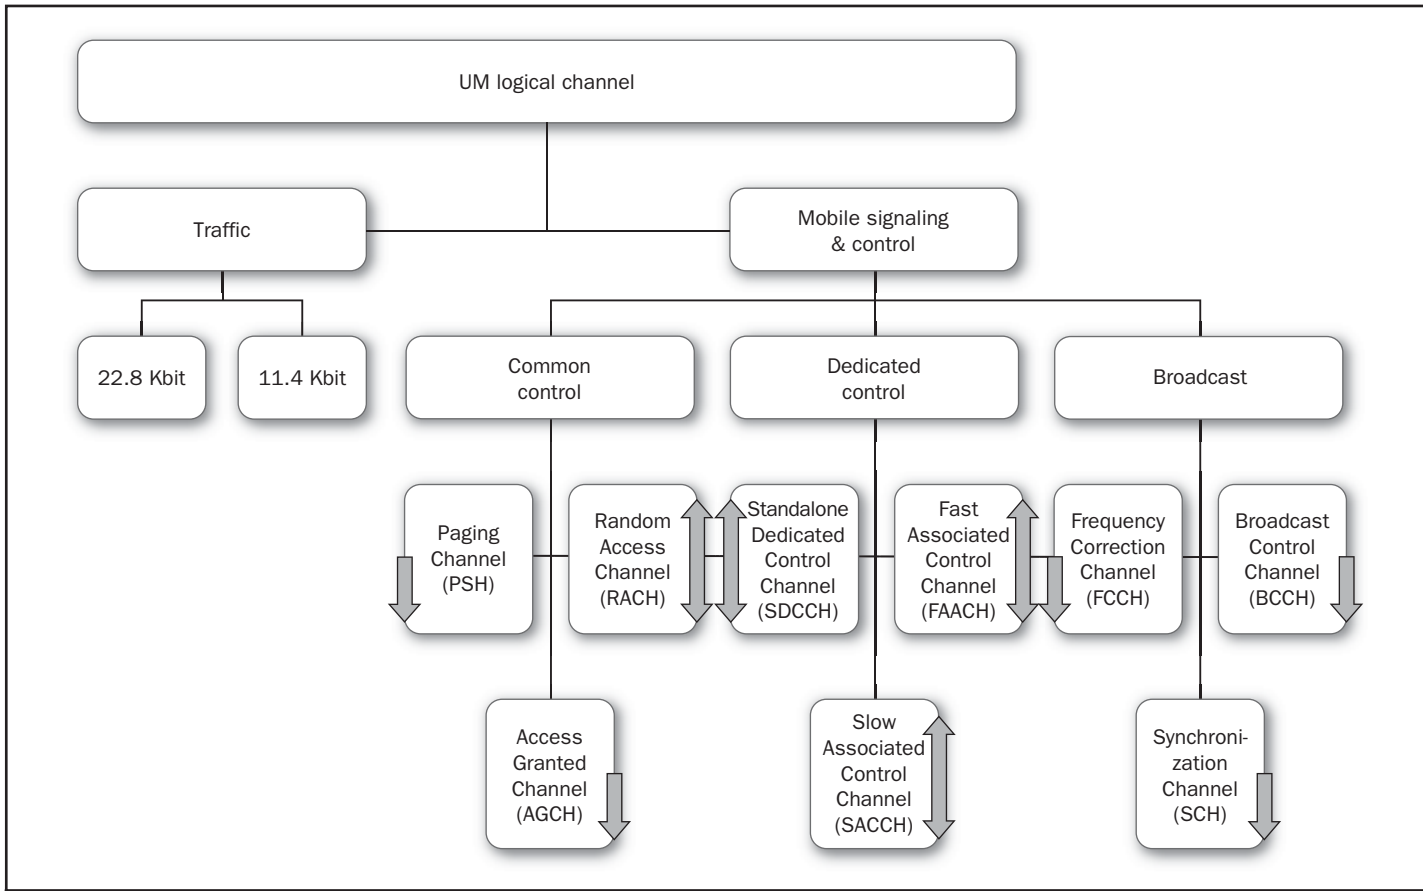 UM logical channel
Traffic
Mobile signaling
& control
22.8 Kbit
11.4 Kbit
Common
control
Dedicated
control
Broadcast
Paging
Channel
(PSH)
Random
Access
Channel
(RACH)
Standalone
Dedicated
Control
Channel
(SDCCH)
Fast
Associated
Control
Channel
(FAACH)
Frequency
Correction
Channel
(FCCH)
Broadcast
Control
Channel
(BCCH)
Access
Granted
Channel
(AGCH)
Slow
Associated
Control
Channel
(SACCH)
Synchroni-
zation
Channel
(SCH)